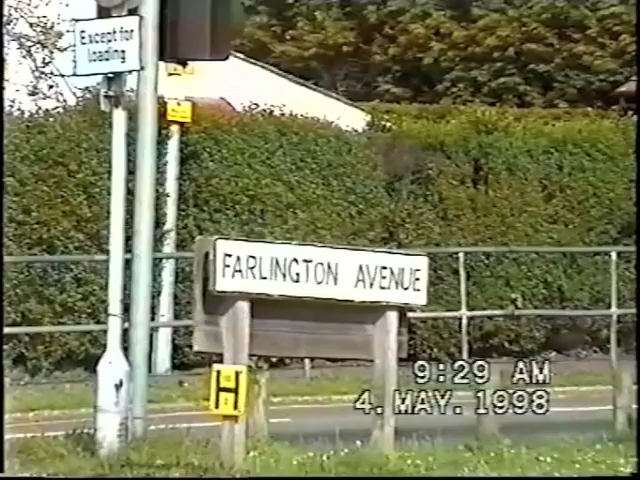 Except for
loading
FARLINGTON AVENUE
H
9:29 AM
4. MAY. 1998